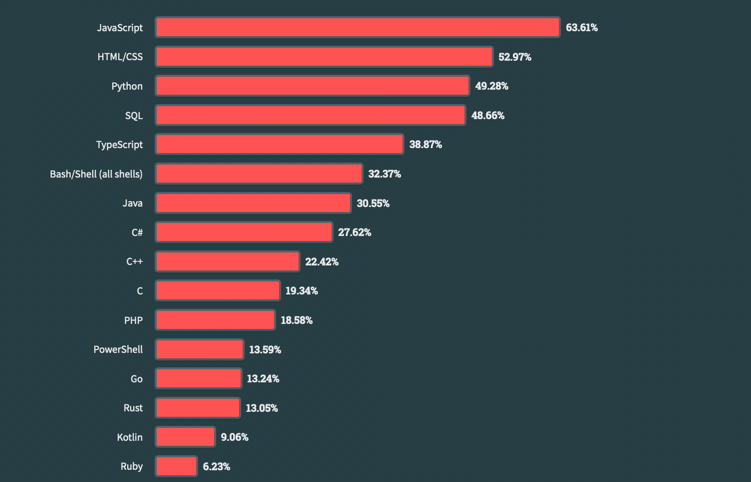 JavaScript 63.61%
HTML/CSS 52.97%
Python 49.28%
SQL 48.66%
TypeScript 38.87%
Bash/Shell (all shells) 32.37%
Java 30.55%
C# 27.62%
C++ 22.42%
C 19.34%
PHP 18.58%
PowerShell 13.59%
Go 13.24%
Rust 13.05%
Kotlin 9.06%
Ruby 6.23%